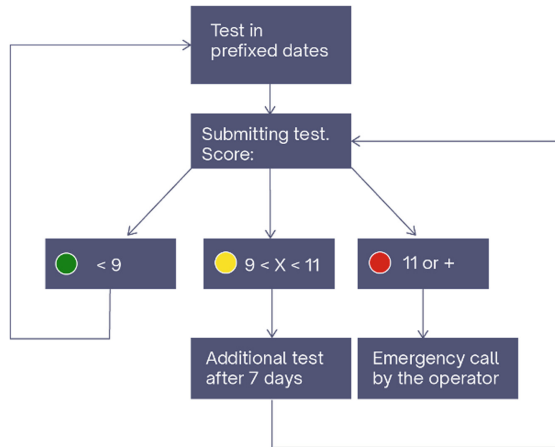 Test in
prefixed dates
Submitting test.
Score:
< 9
9 < X < 11
11 or +
Additional test
after 7 days
Emergency call
by the operator